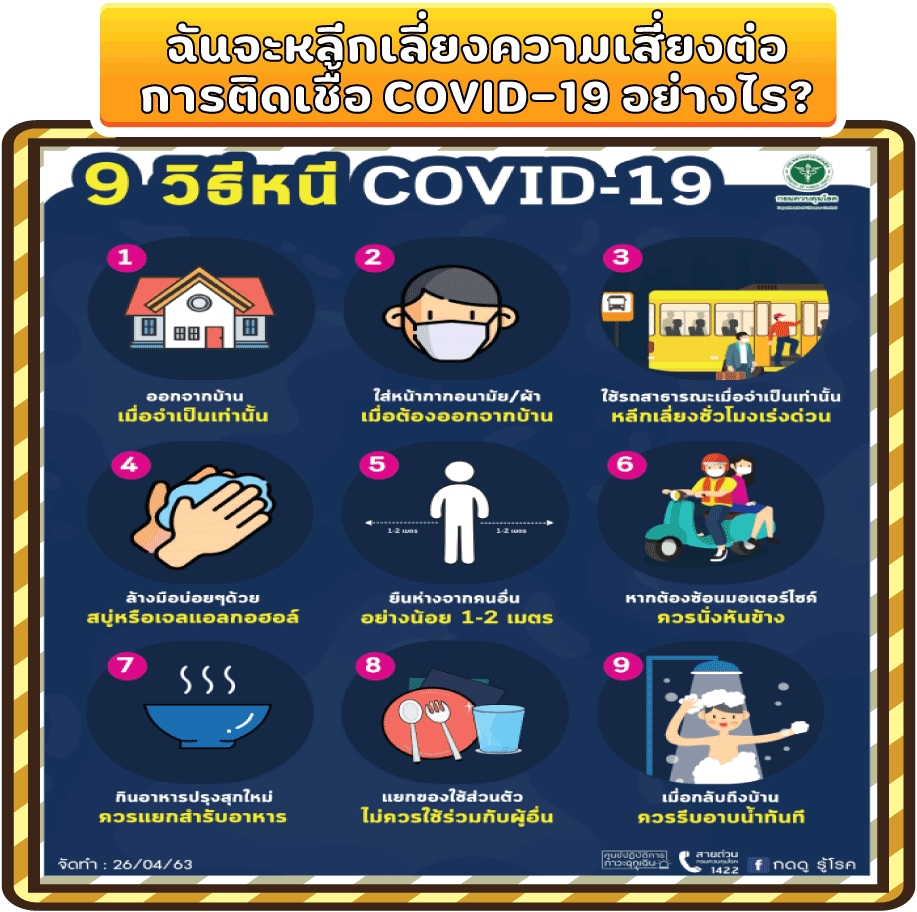 ฉันจะหลีกเลี่ยงความเสี่ยงต่อ
การติดเชื้อ COVID-19 อย่างไร?
9 วิธีหนี COVID-19
กรมควบคุมโรค
1
2
3
ออกจากบ้าน
เมื่อจำเป็นเท่านั้น
ใส่หน้ากากอนามัย/ผ้า
เมื่อต้องออกจากบ้าน
ใช้รถสาธารณะเมื่อจำเป็นเท่านั้น
หลีกเลี่ยงชั่วโมงเร่งด่วน
4
5
6
1-2 เมตร
1-2 เมตร
ล้างมือบ่อยๆด้วย
สบู่หรือเจลแอลกอฮอล์
ยืนห่างจากคนอื่น
อย่างน้อย 1-2 เมตร
หากต้องซ้อนมอเตอร์ไซค์
ควรนั่งหันข้าง
7
8
9
กินอาหารปรุงสุกใหม่
ควรแยกสำรับอาหาร
แยกของใช้ส่วนตัว
ไม่ควรใช้ร่วมกับผู้อื่น
เมื่อกลับถึงบ้าน
ควรรีบอาบน้ำทันที
จัดทำ : 26/04/63
ศูนย์ปฏิบัติการ
ภาวะฉุกเฉิน
สายด่วน
กรมควบคุมโรค
1422
กดดู รู้โรค